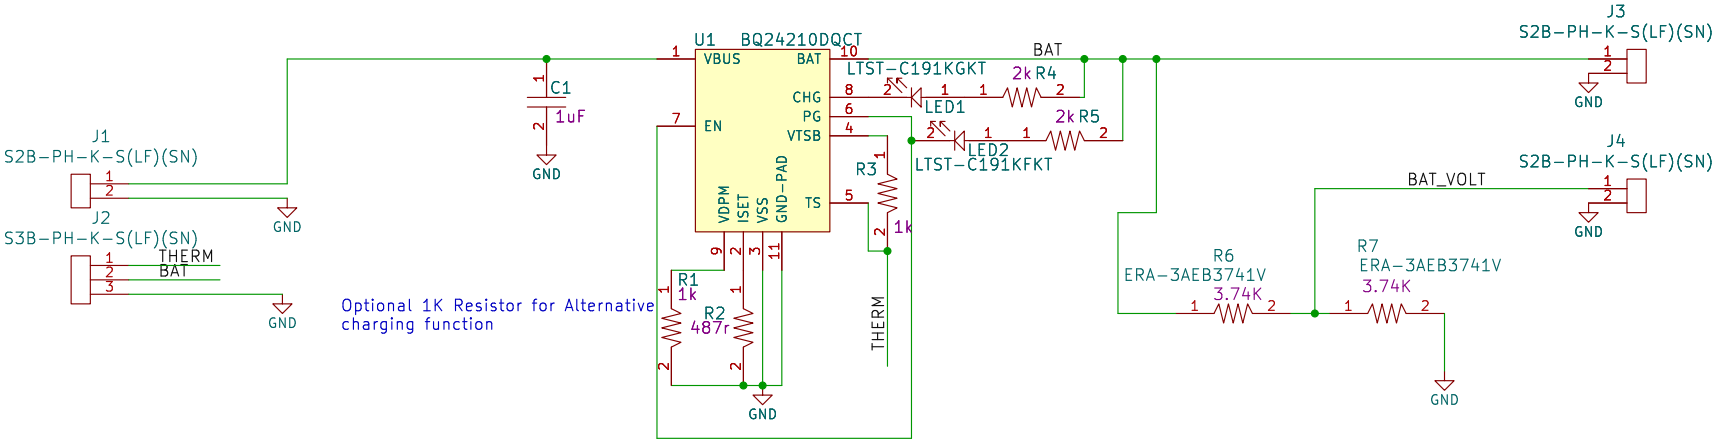 J1
S2B-PH-K-S(LF)(SN)
1
2
GND
J2
S3B-PH-K-S(LF)(SN)
1 THERM
2 BAT
3
GND
1
C1
1uF
2
GND
Optional 1K Resistor for Alternative
charging function
U1 BQ24210DQCT
1 VBUS
7 EN
BAT 10
CHG 8
PG 6
VTSB 4
TS 5
VDPM 9
ISET 2
VSS 3
GND-PAD 11
1 R1
1k
2
1 R2
487r
2
GND
BAT
LTST-C191KGKT
2 1
LED1
2k R4
1 2
2 1
LED2
LTST-C191KFKT
2k R5
1 2
1
R3
1k
2
THERM
J3
S2B-PH-K-S(LF)(SN)
1
2
GND
J4
S2B-PH-K-S(LF)(SN)
BAT_VOLT
1
2
GND
R6
ERA-3AEB3741V
3.74K
1 2
R7
ERA-3AEB3741V
3.74K
1 2
GND